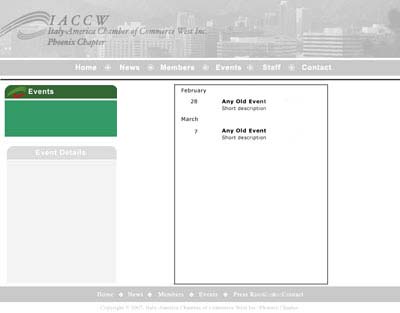 IACCW
Italy-America Chamber of Commerce West Inc.
Phoenix Chapter
Home News Members Events Staff Contact
Events
Event Details
February
28 Any Old Event
Short description
March
7 Any Old Event
Short description
Home News Members Events Press Contact
Copyright © 2007. Italy-America Chamber of Commerce West Inc. Phoenix Chapter